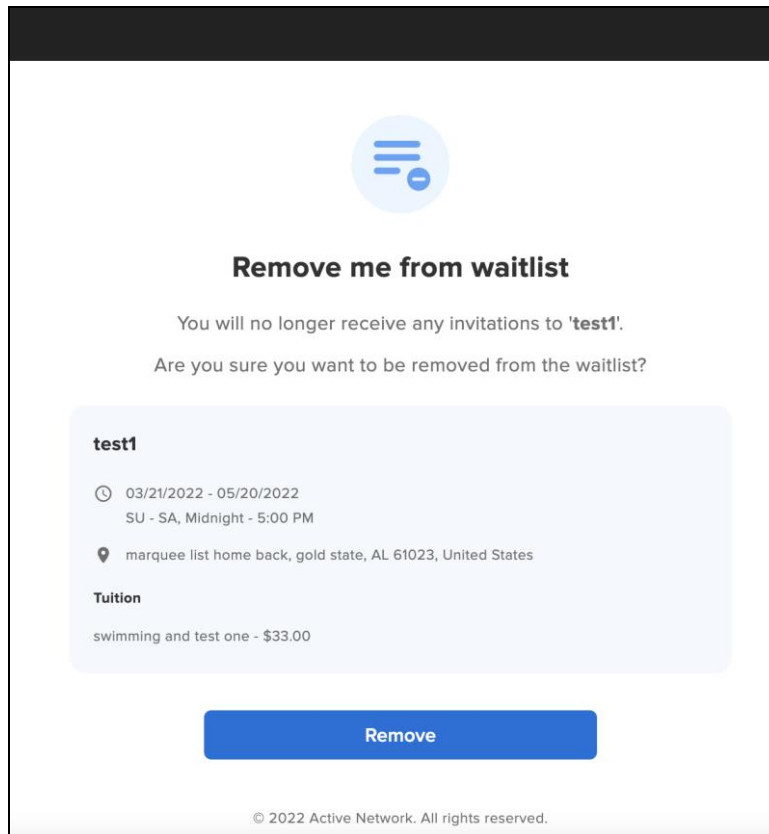 Remove me from waitlist
You will no longer receive any invitations to 'test1'.
Are you sure you want to be removed from the waitlist?
test1
03/21/2022 - 05/20/2022
SU - SA, Midnight - 5:00 PM
marquee list home back, gold state, AL 61023, United States
Tuition
swimming and test one - $33.00
Remove
© 2022 Active Network. All rights reserved.